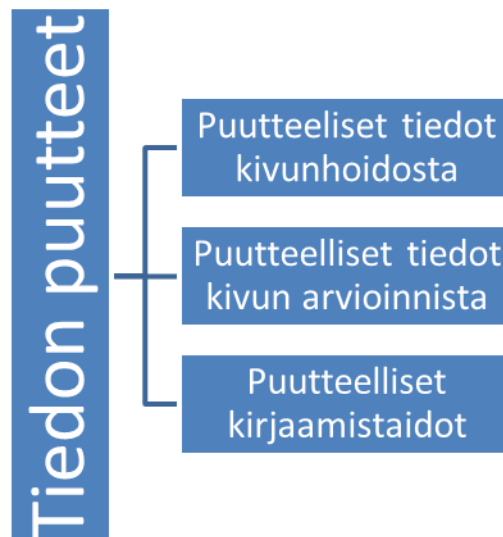 Tiedon puutteet
Puutteeliset tiedot
kivunhoidosta
Puutteelliset tiedot
kivun arvioinnista
Puutteelliset
kirjaamistaidot